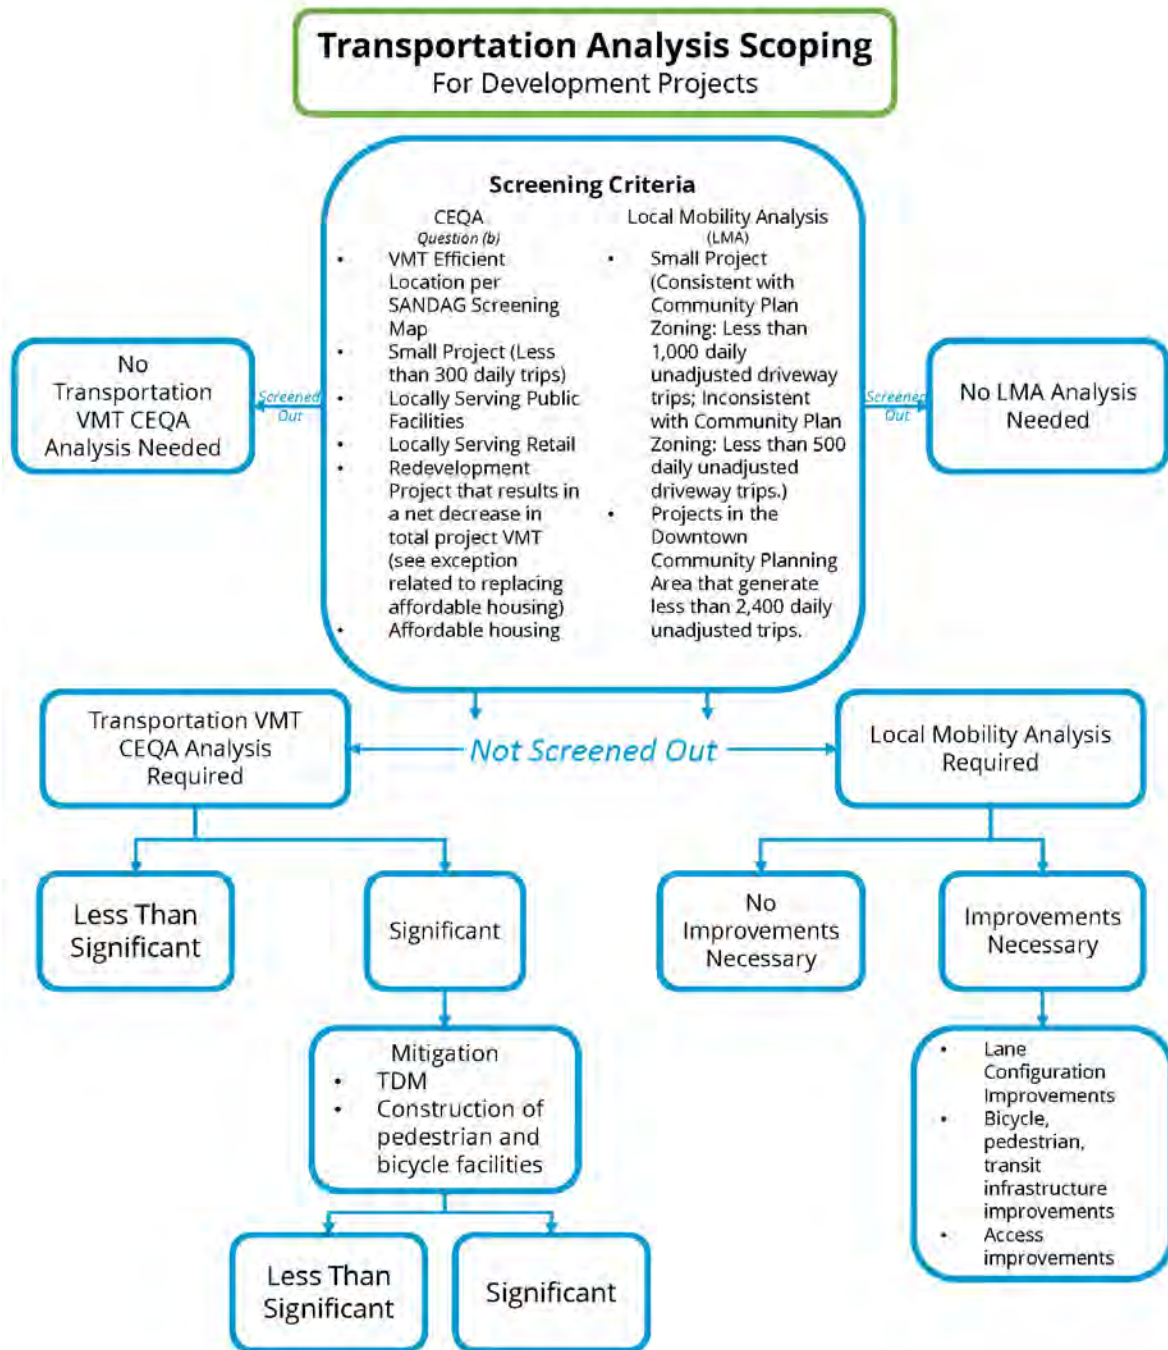 Transportation Analysis Scoping
For Development Projects
Screening Criteria
CEQA
Question (b)
• VMT Efficient
Location per
SANDAG Screening
Map
• Small Project (Less
than 300 daily trips)
• Locally Serving Public
Facilities
• Locally Serving Retail
• Redevelopment
Project that results in
a net decrease in
total project VMT
(see exception
related to replacing
affordable housing)
• Affordable housing
Local Mobility Analysis
(LMA)
• Small Project
(Consistent with
Community Plan
Zoning: Less than
1,000 daily
unadjusted driveway
trips; Inconsistent
with Community Plan
Zoning: Less than 500
daily unadjusted
driveway trips.)
• Projects in the
Downtown
Community Planning
Area that generate
less than 2,400 daily
unadjusted trips.
Screened
Out
No
Transportation
VMT CEQA
Analysis Needed
Screened
Out
No LMA Analysis
Needed
Not Screened Out
Transportation VMT
CEQA Analysis
Required
Local Mobility Analysis
Required
Less Than
Significant
Significant
No
Improvements
Necessary
Improvements
Necessary
Mitigation
• TDM
• Construction of
pedestrian and
bicycle facilities
• Lane
Configuration
Improvements
• Bicycle,
pedestrian,
transit
infrastructure
improvements
• Access
improvements
Less Than
Significant
Significant